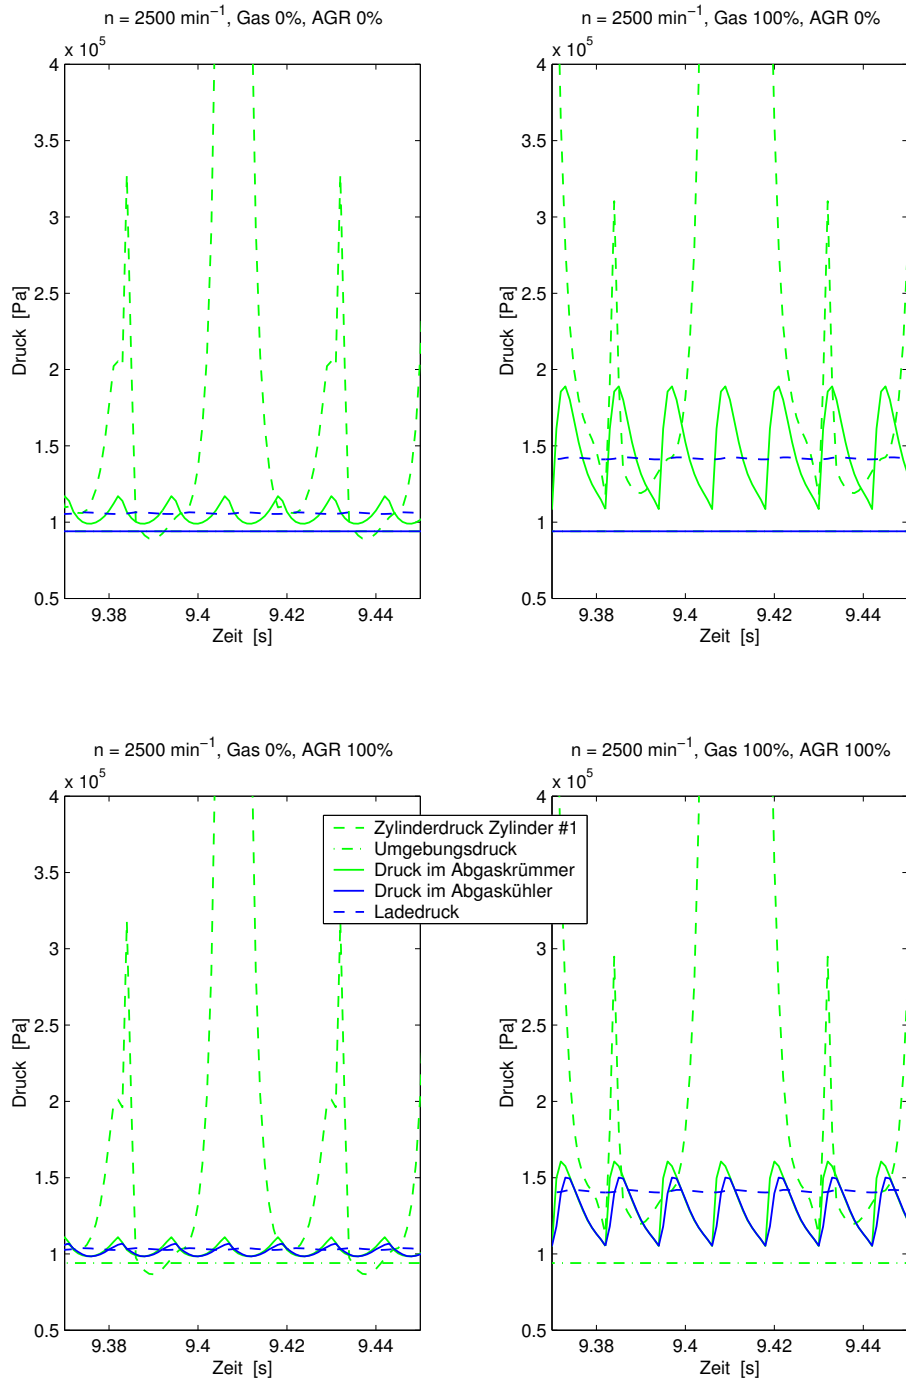 n = 2500 min⁻¹, Gas 0%, AGR 0%
x 10⁵
4
3.5
3
2.5
2
1.5
1
0.5
Druck [Pa]
9.38 9.4 9.42 9.44
Zeit [s]
n = 2500 min⁻¹, Gas 100%, AGR 0%
x 10⁵
4
3.5
3
2.5
2
1.5
1
0.5
Druck [Pa]
9.38 9.4 9.42 9.44
Zeit [s]
n = 2500 min⁻¹, Gas 0%, AGR 100%
x 10⁵
4
3.5
3
2.5
2
1.5
1
0.5
Druck [Pa]
9.38 9.4 9.42 9.44
Zeit [s]
Zylinderdruck Zylinder #1
Umgebungsdruck
Druck im Abgaskrümmer
Druck im Abgaskühler
Ladedruck
n = 2500 min⁻¹, Gas 100%, AGR 100%
x 10⁵
4
3.5
3
2.5
2
1.5
1
0.5
Druck [Pa]
9.38 9.4 9.42 9.44
Zeit [s]